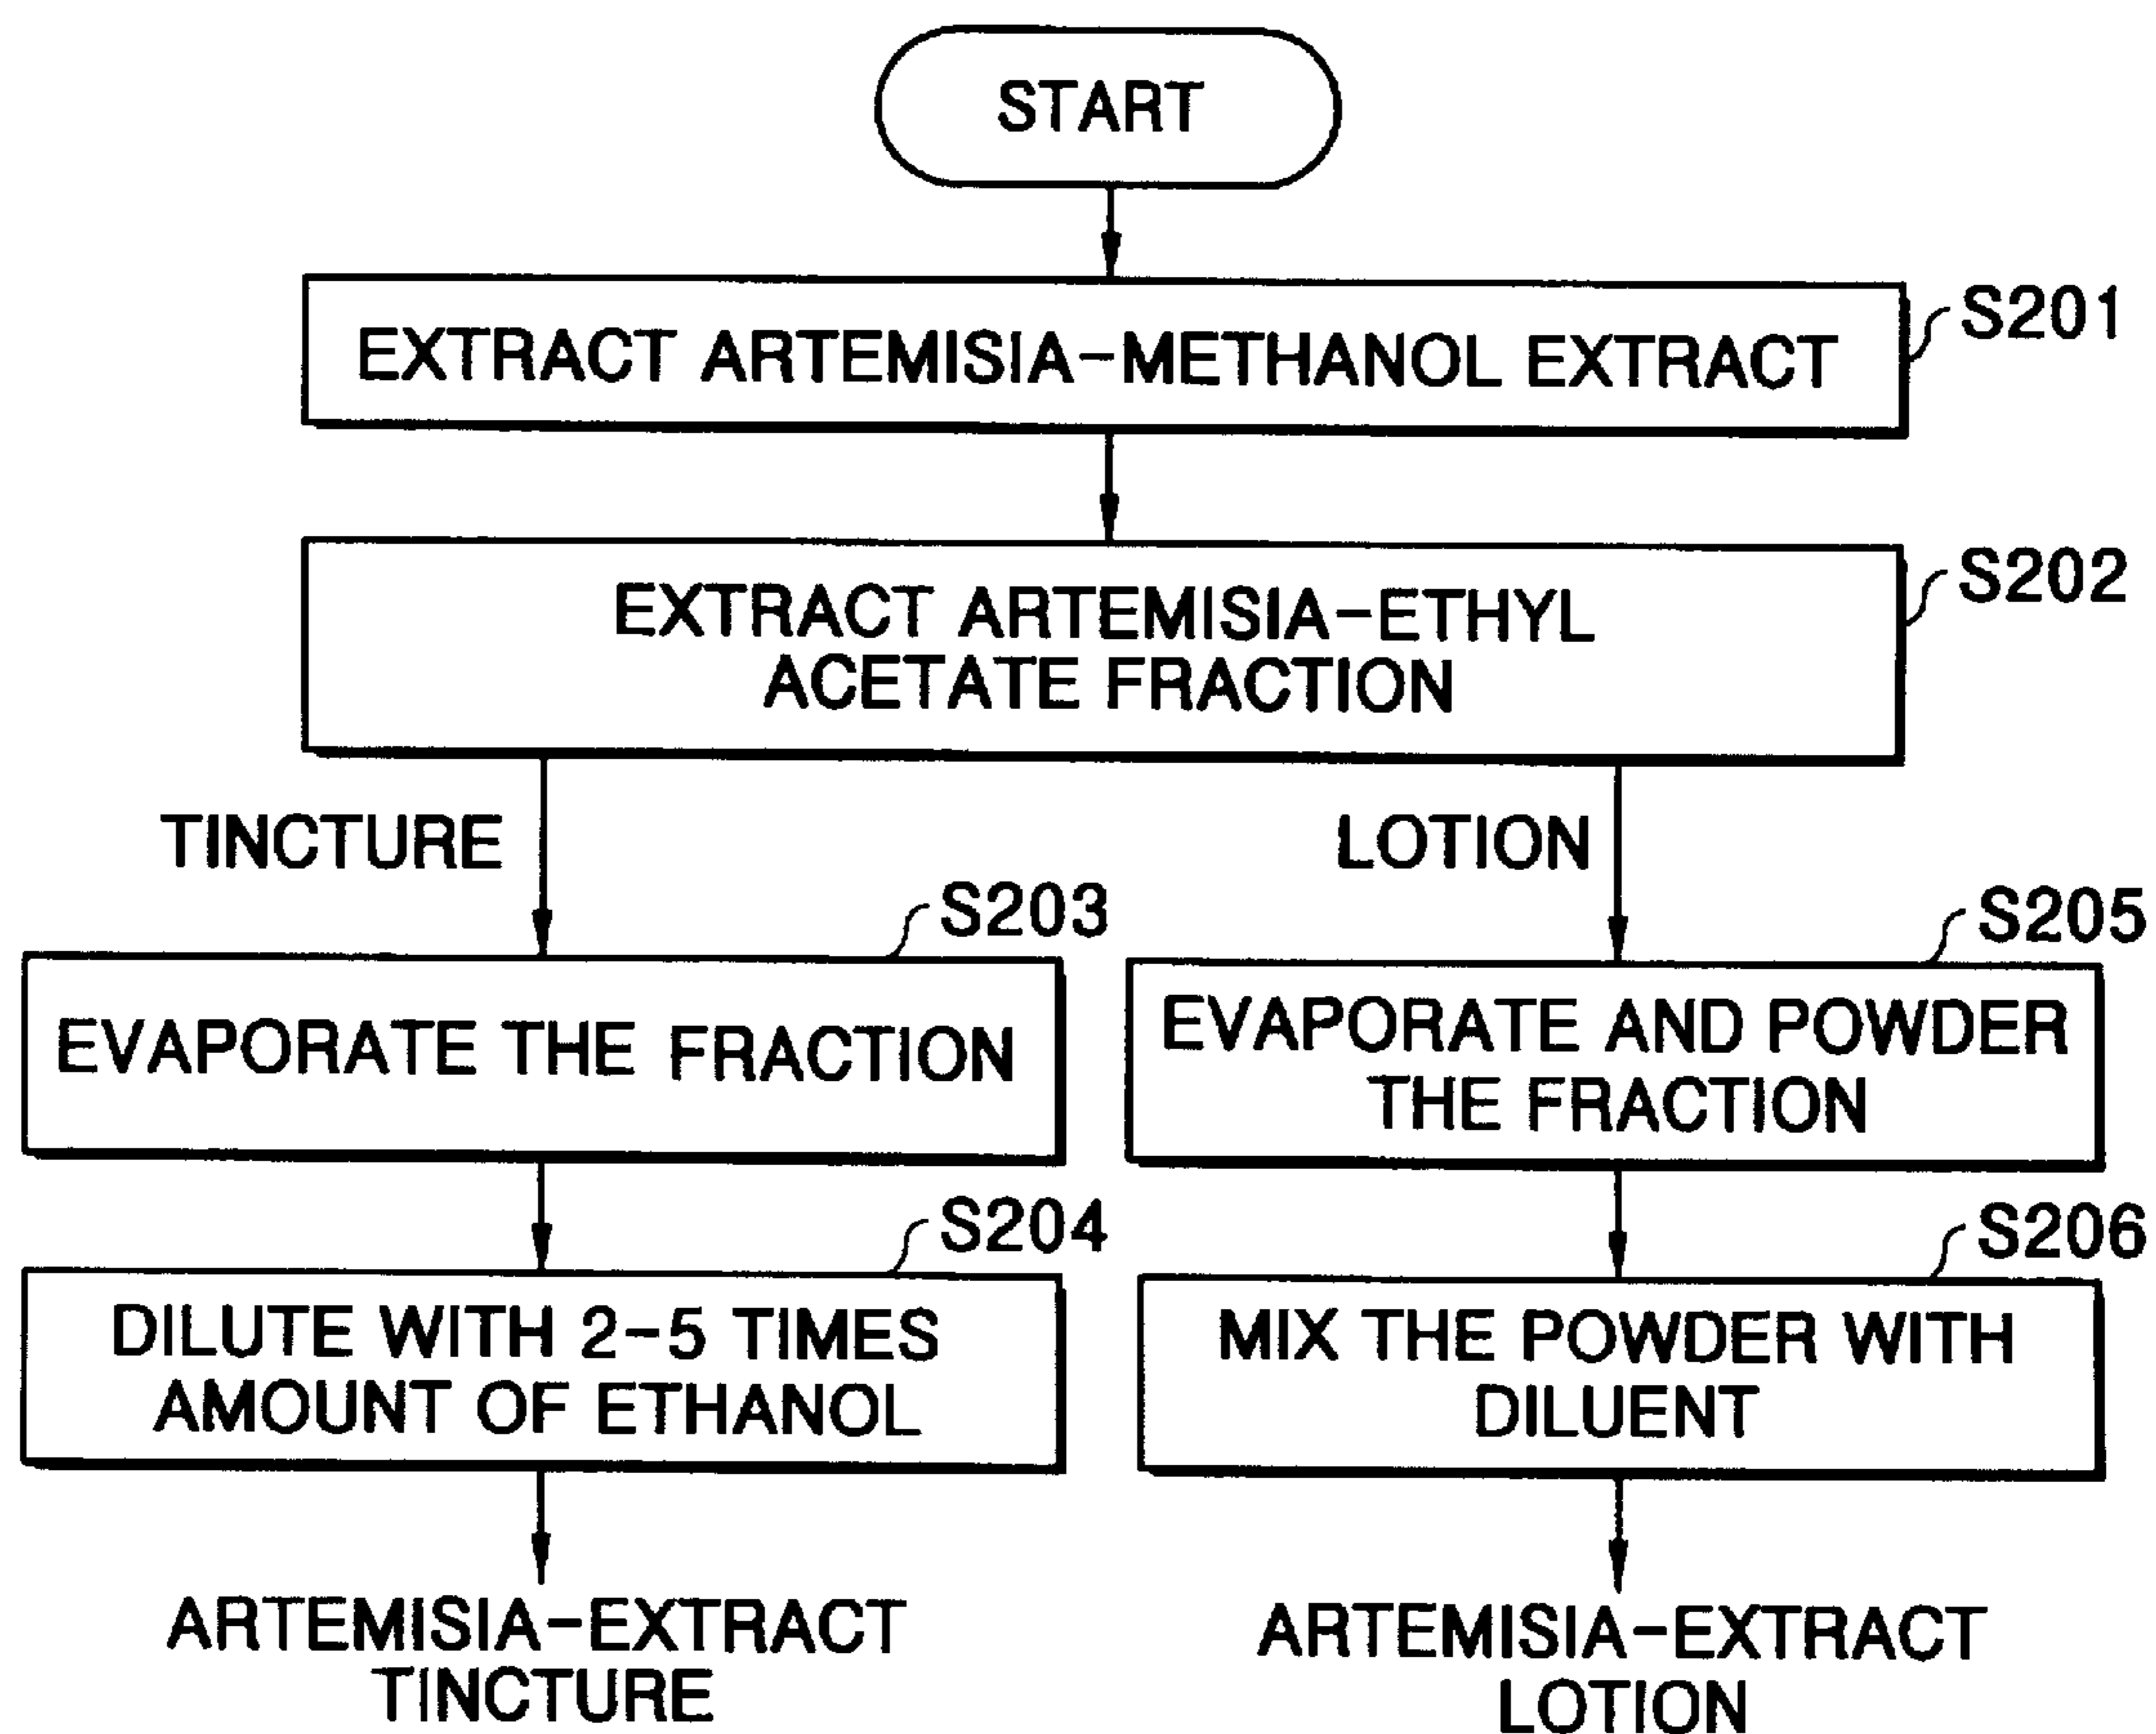 START
EXTRACT ARTEMISIA-METHANOL EXTRACT
S201
EXTRACT ARTEMISIA-ETHYL
ACETATE FRACTION
S202
TINCTURE
LOTION
S203
EVAPORATE THE FRACTION
S205
EVAPORATE AND POWDER
THE FRACTION
S204
DILUTE WITH 2-5 TIMES
AMOUNT OF ETHANOL
S206
MIX THE POWDER WITH
DILUENT
ARTEMISIA-EXTRACT
TINCTURE
ARTEMISIA-EXTRACT
LOTION